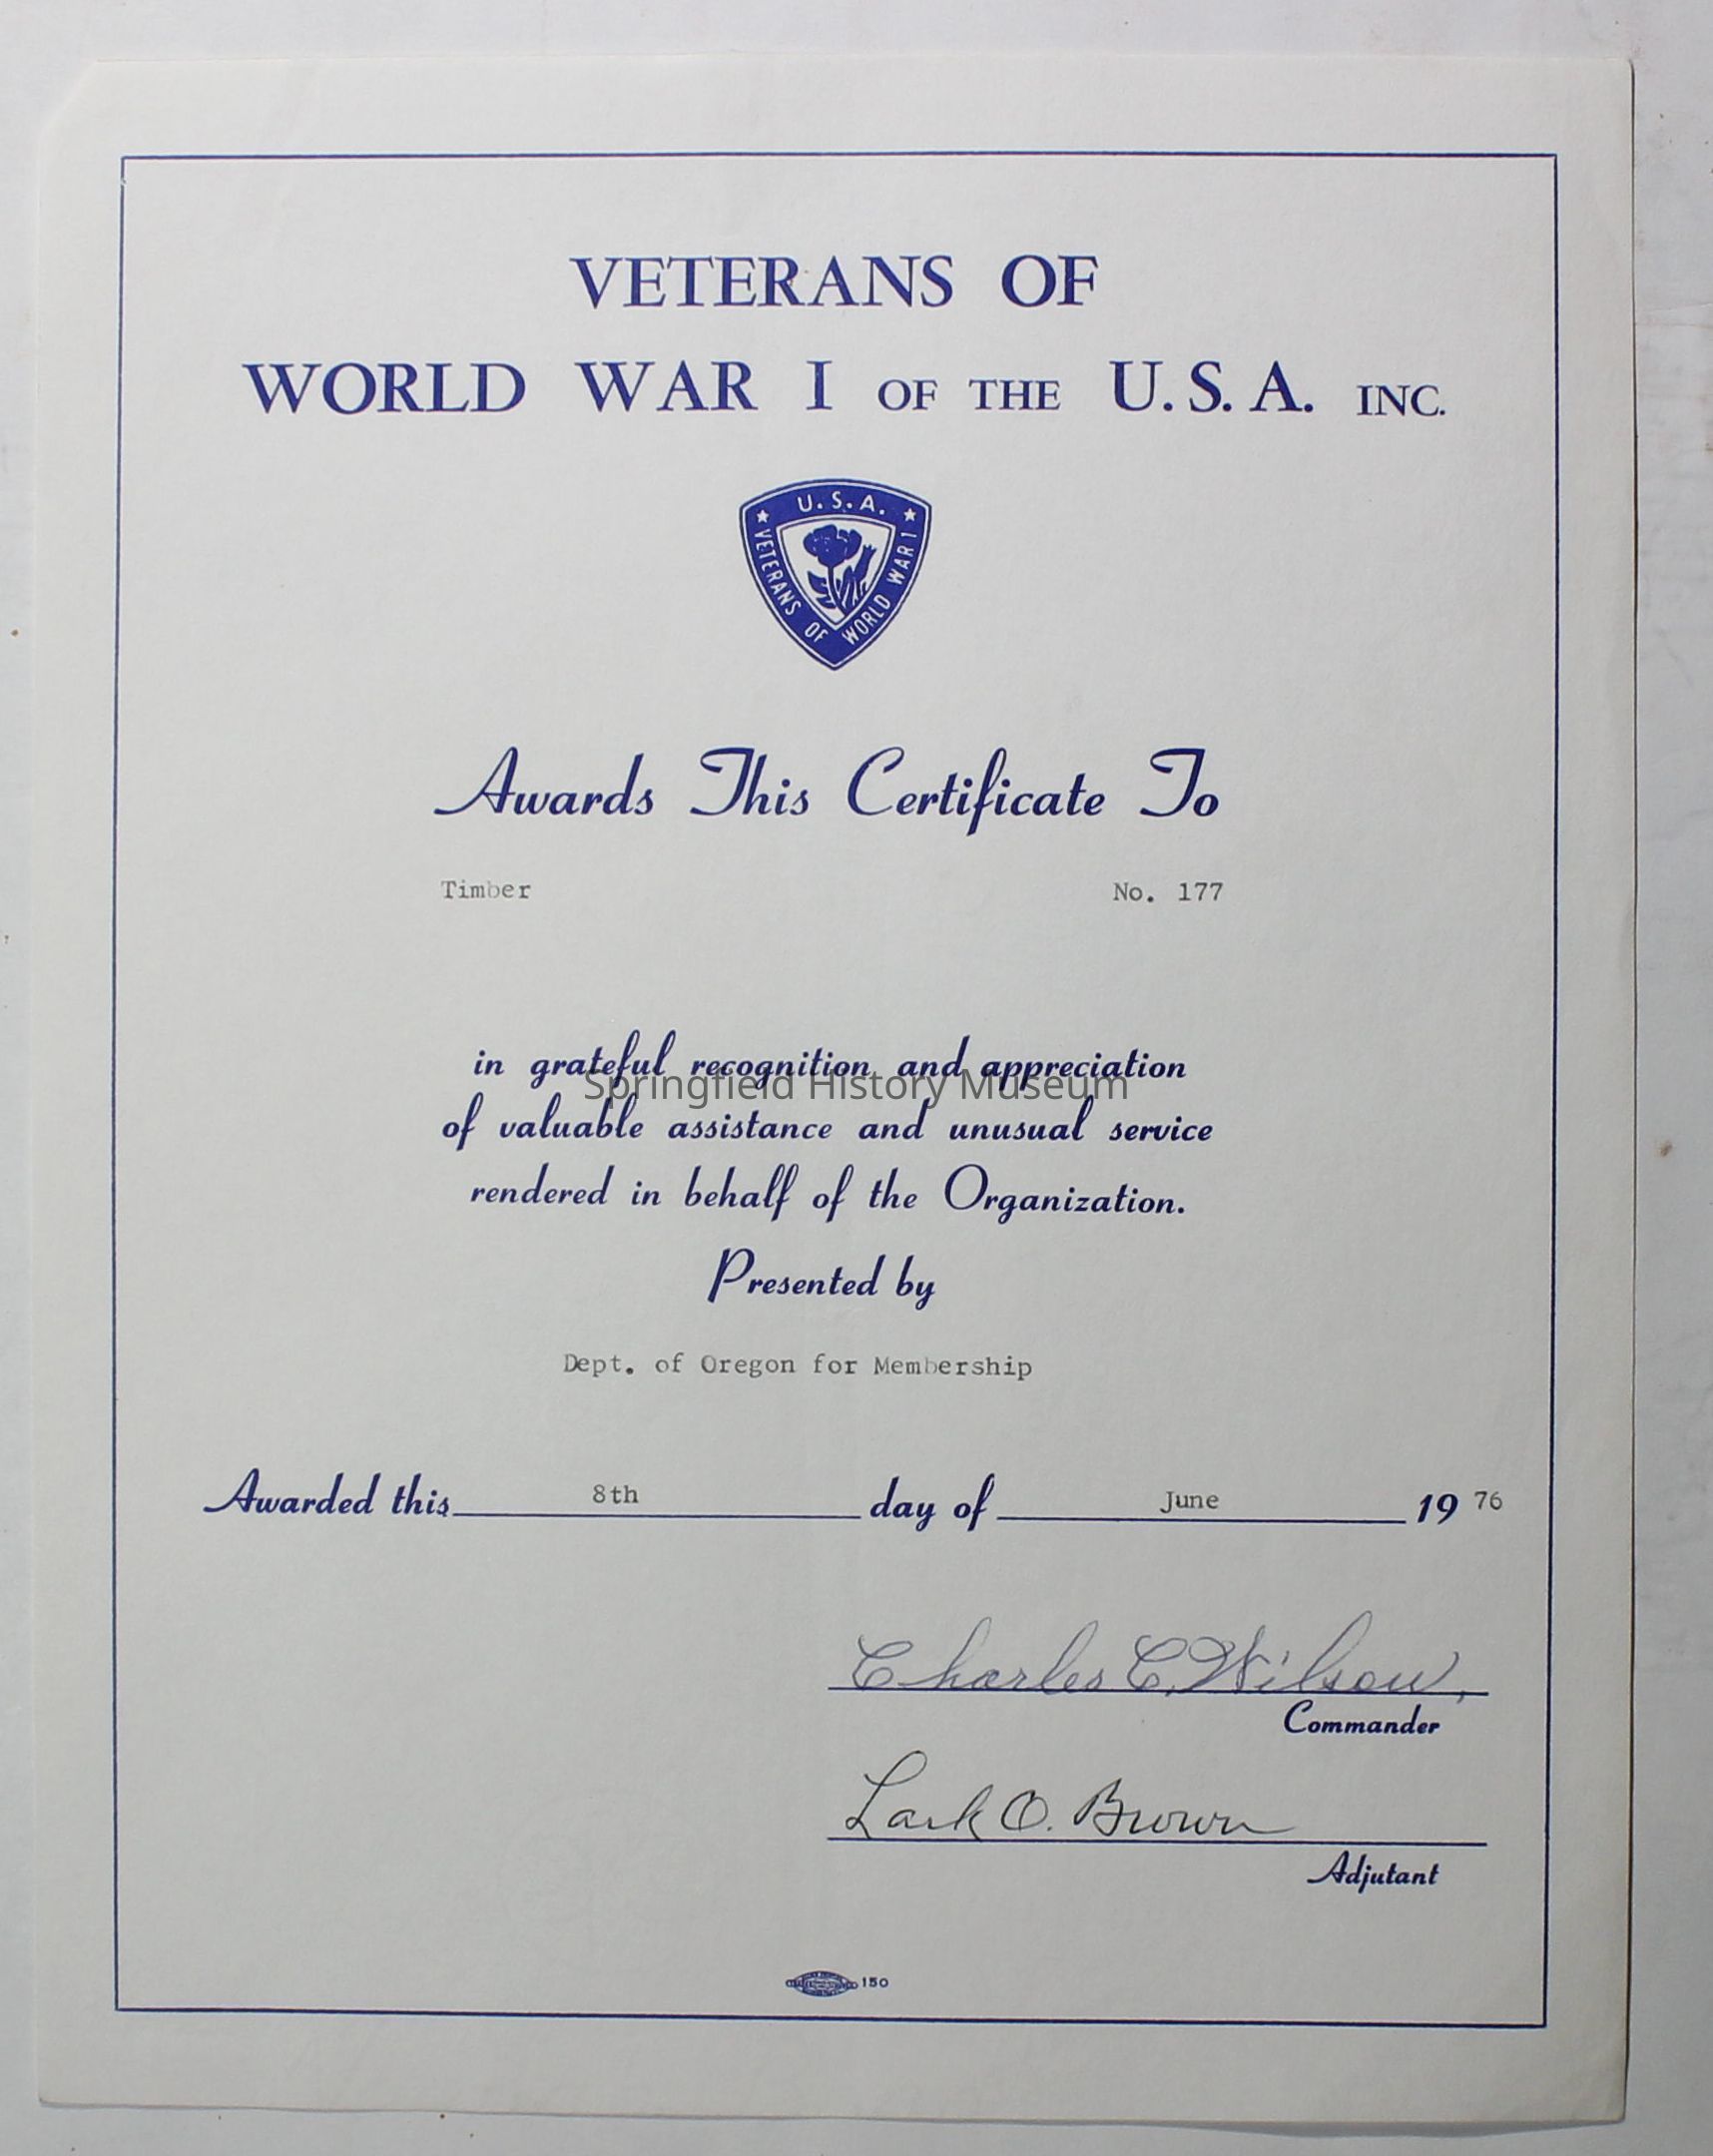 VETERANS OF
WORLD WAR I OF THE U.S.A. INC.
U.S.A.
VETERANS OF WORLD WAR I
Awards This Certificate To
Timber No. 177
in grateful recognition and appreciation
Springfield History Museum
of valuable assistance and unusual service
rendered in behalf of the Organization.
Presented by
Dept. of Oregon for Membership
Awarded this 8th day of June 19 76
Charles C. Wilson,
Commander
Lark O. Brown
Adjutant
150